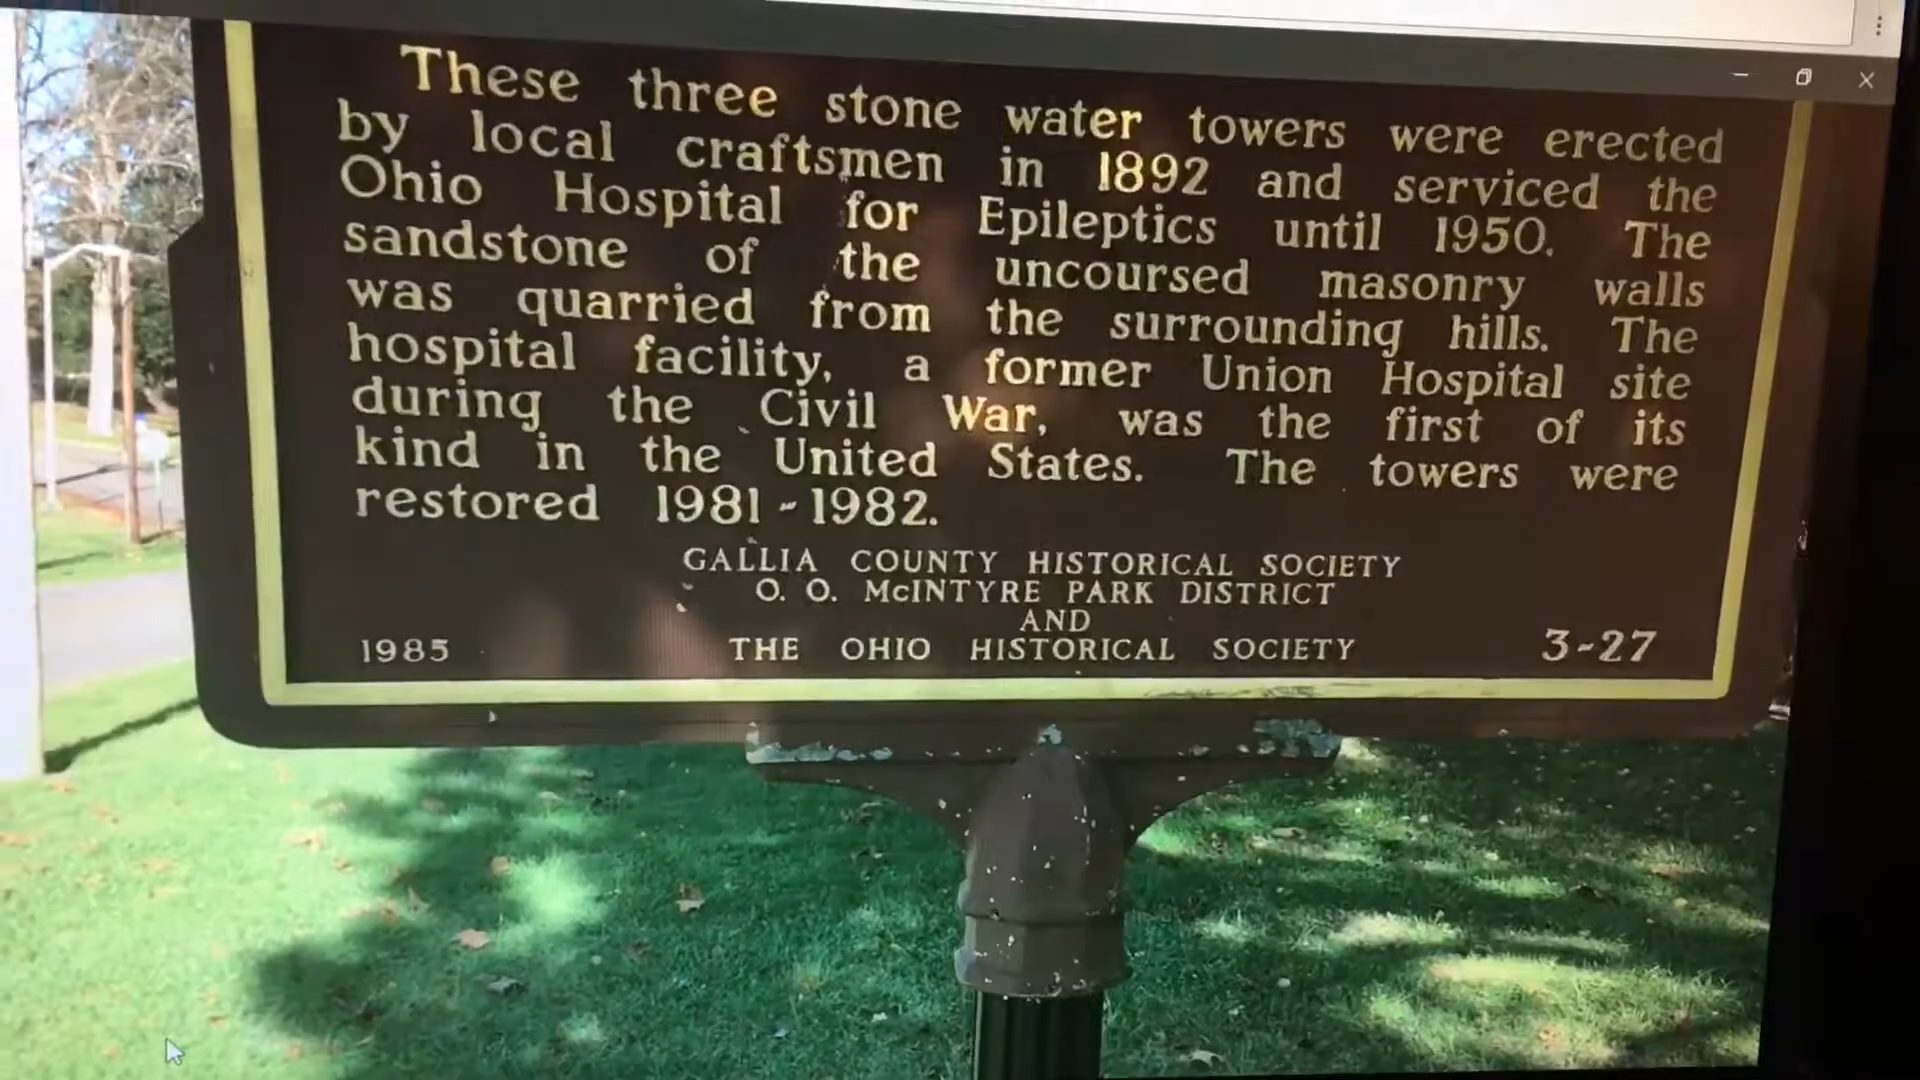 These three stone water towers were erected
by local craftsmen in 1892 and serviced the
Ohio Hospital for Epileptics until 1950. The
sandstone of the uncoursed masonry walls
was quarried from the surrounding hills. The
hospital facility, a former Union Hospital site
during the Civil War, was the first of its
kind in the United States. The towers were
restored 1981-1982.
GALLIA COUNTY HISTORICAL SOCIETY
O. O. McINTYRE PARK DISTRICT
AND
1985 THE OHIO HISTORICAL SOCIETY 3-27